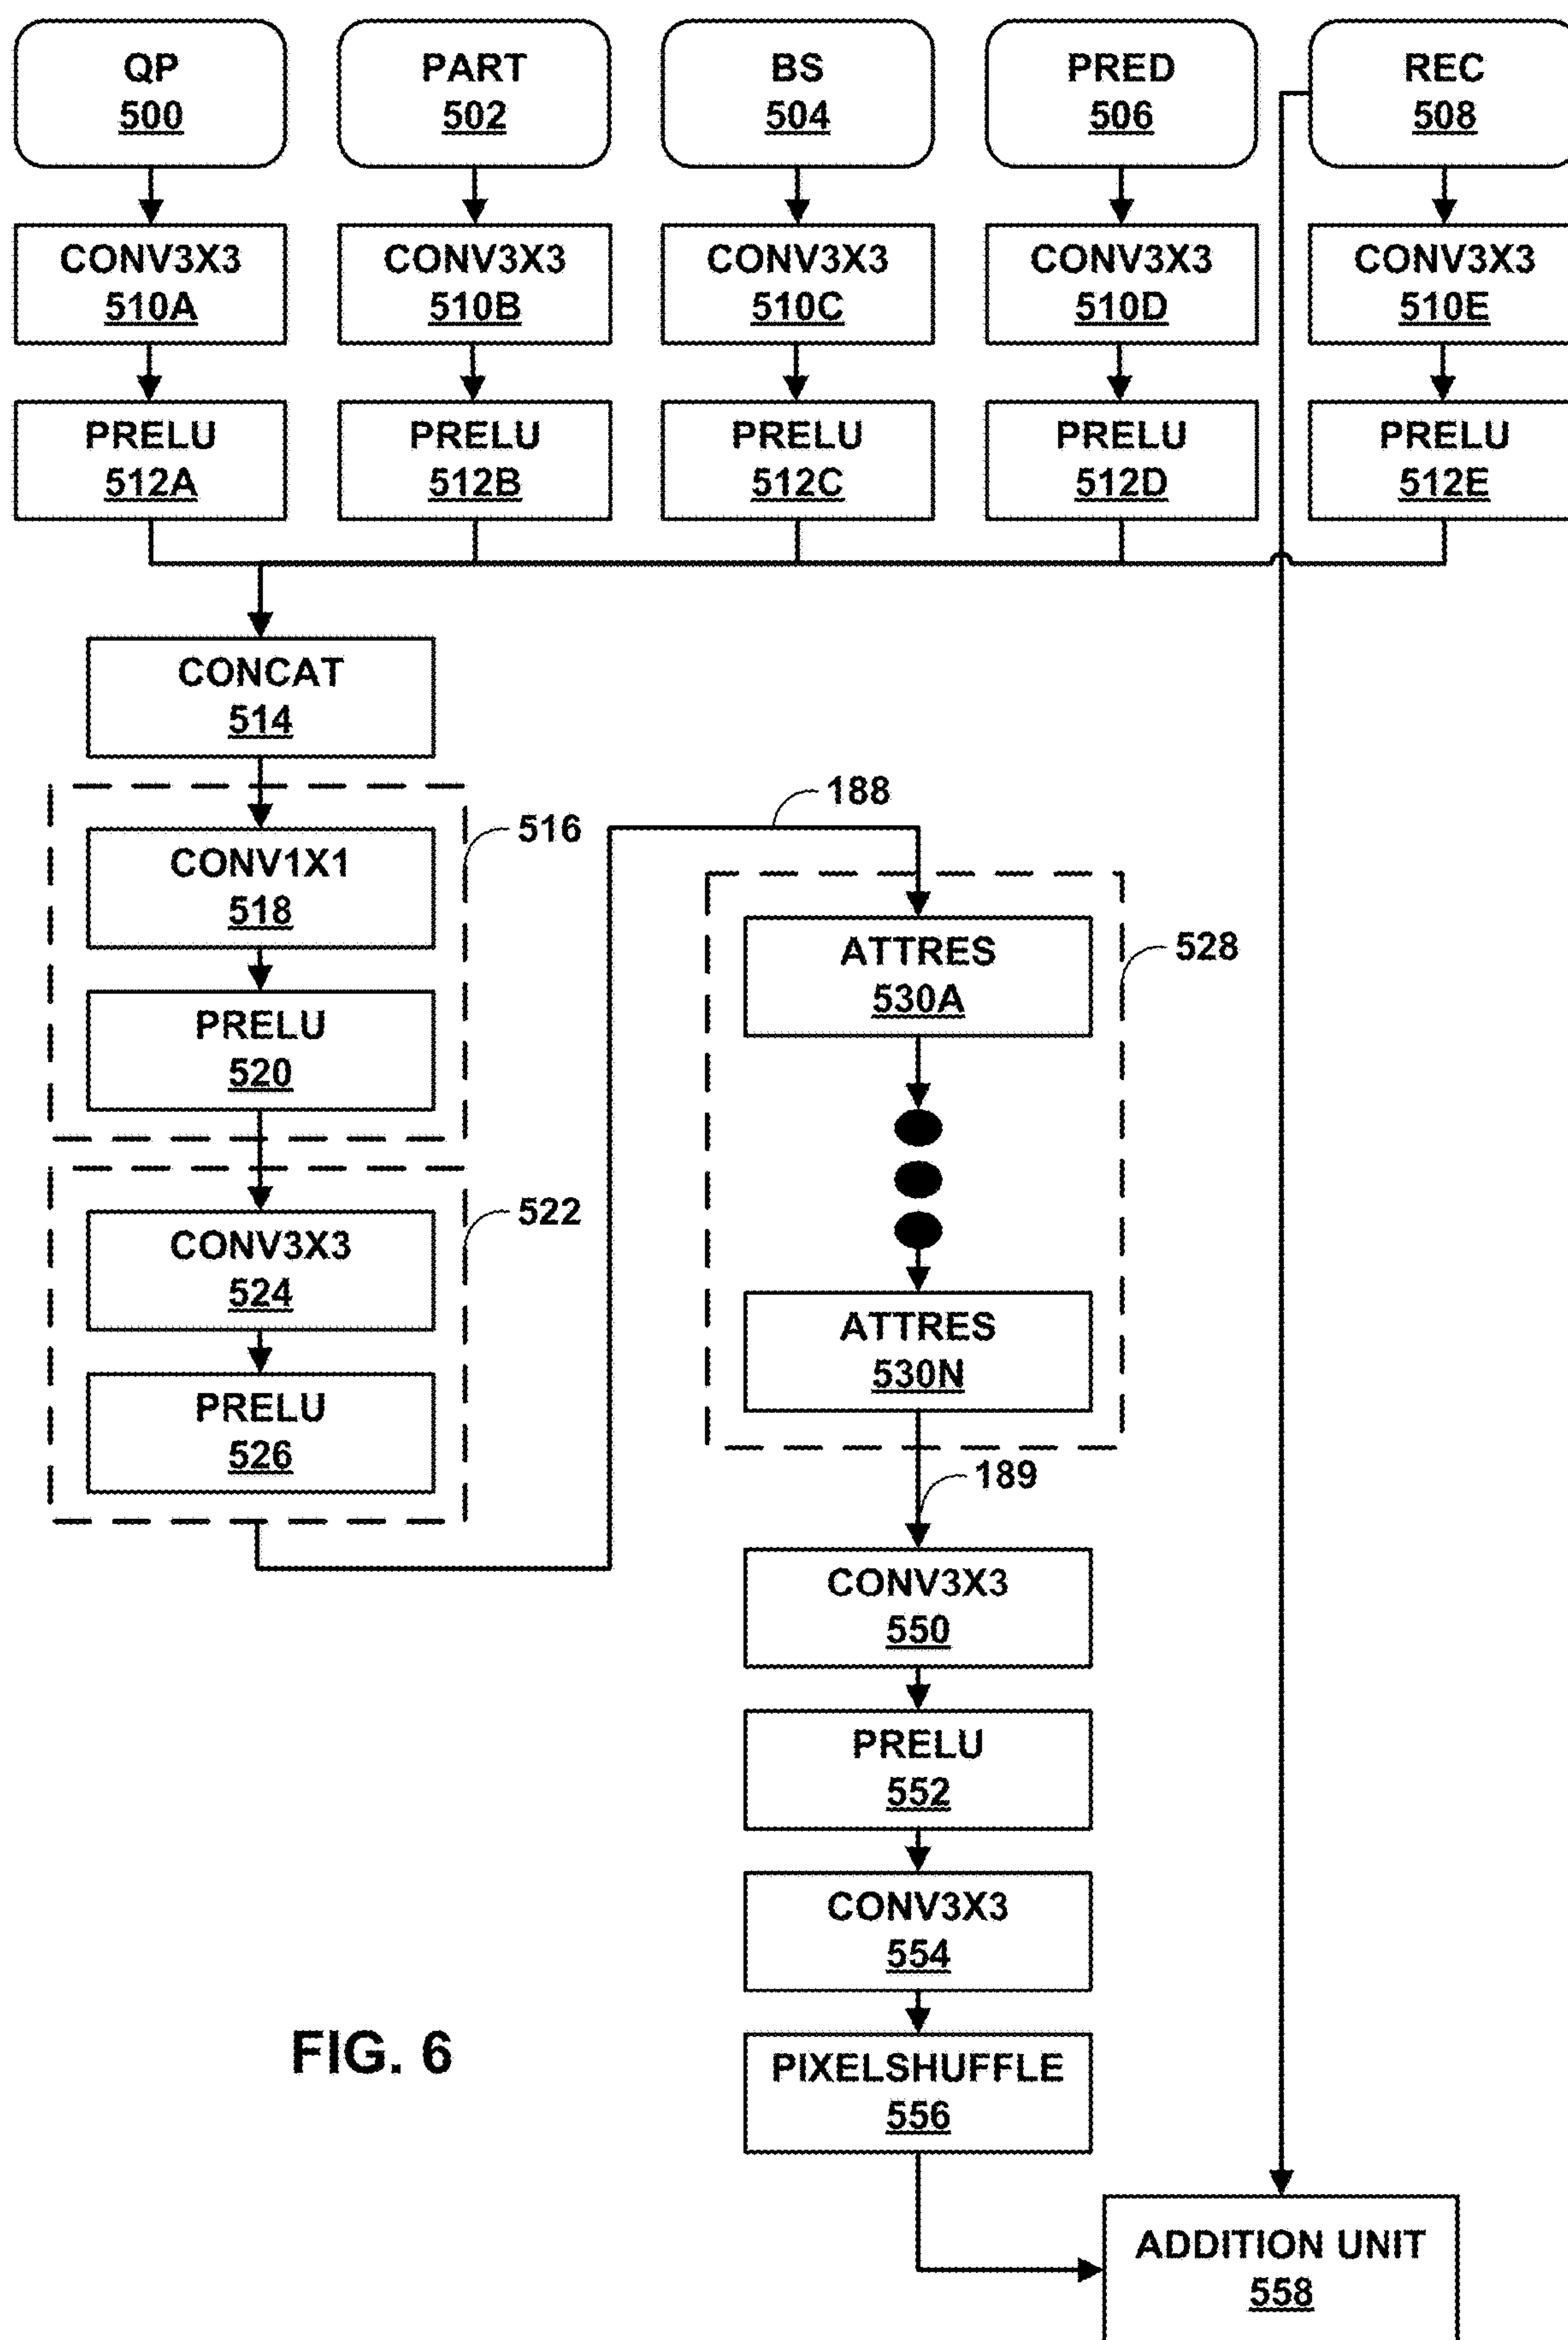 QP
500
PART
502
BS
504
PRED
506
REC
508
CONV3X3
510A
CONV3X3
510B
CONV3X3
510C
CONV3X3
510D
CONV3X3
510E
PRELU
512A
PRELU
512B
PRELU
512C
PRELU
512D
PRELU
512E
CONCAT
514
516
CONV1X1
518
PRELU
520
522
CONV3X3
524
PRELU
526
188
528
ATTRES
530A
ATTRES
530N
189
CONV3X3
550
PRELU
552
CONV3X3
554
PIXELSHUFFLE
556
ADDITION UNIT
558
FIG. 6